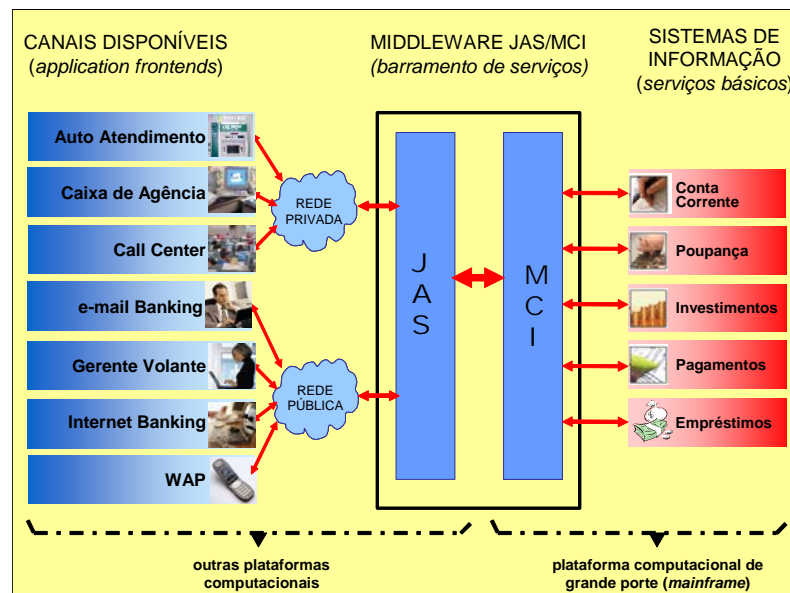 CANAIS DISPONÍVEIS
(application frontends)
MIDDLEWARE JAS/MCI
(barramento de serviços)
SISTEMAS DE
INFORMAÇÃO
(serviços básicos)
Auto Atendimento
Caixa de Agência
Call Center
e-mail Banking
Gerente Volante
Internet Banking
WAP
REDE
PRIVADA
REDE
PÚBLICA
J
A
S
M
C
I
Conta
Corrente
Poupança
Investimentos
Pagamentos
Empréstimos
outras plataformas
computacionais
plataforma computacional de
grande porte (mainframe)